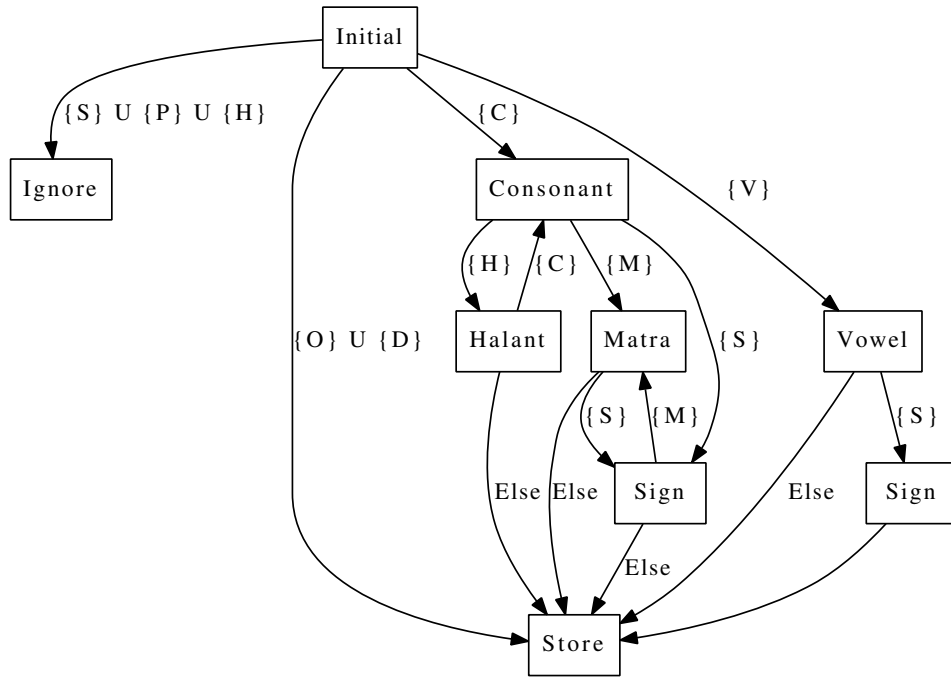 Initial
{S} U {P} U {H}
{C}
Ignore
Consonant
{V}
{H}
{C}
{M}
{O} U {D}
Halant
Matra
{S}
Vowel
{S}
{M}
{S}
Else
Else
Sign
Else
Sign
Else
Store